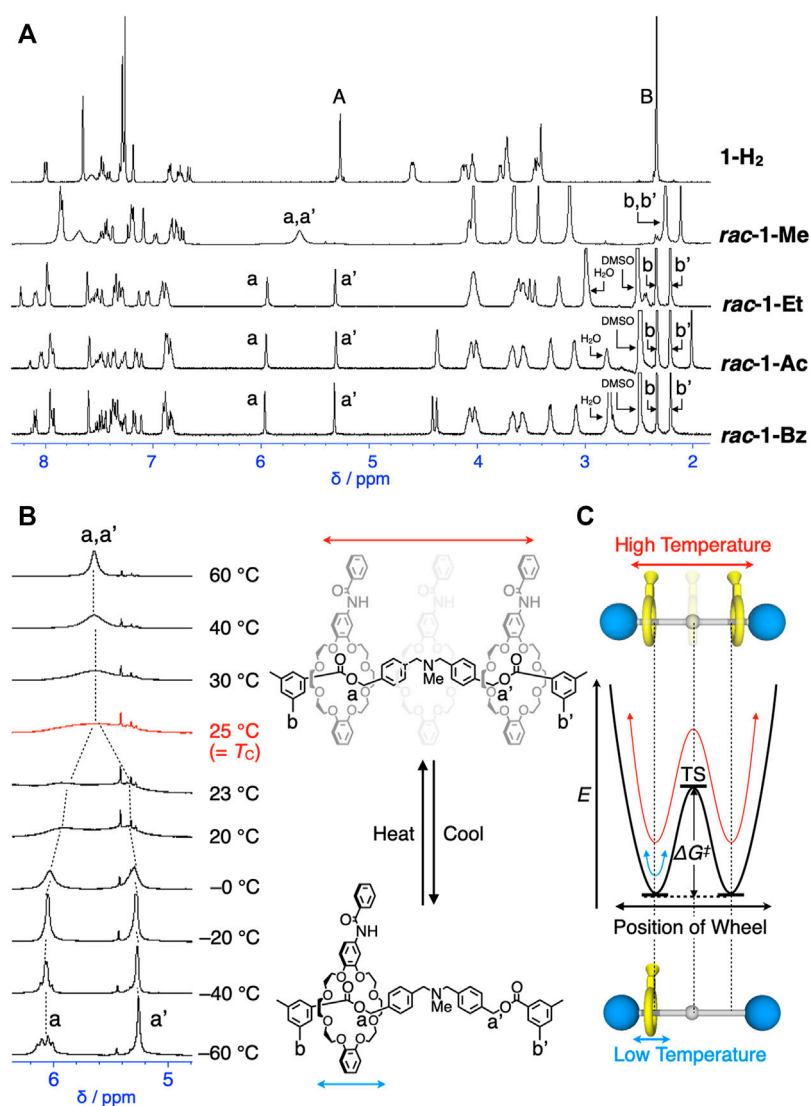 A
A
B
1-H₂
a,a'
b,b'
rac-1-Me
a
a'
H₂O
DMSO
b
b'
rac-1-Et
a
a'
H₂O
DMSO
b
b'
rac-1-Ac
a
a'
H₂O
DMSO
b
b'
rac-1-Bz
8 7 6 5 4 3 2
δ / ppm
B
a,a'
60 °C
40 °C
30 °C
25 °C
(= Tc)
23 °C
20 °C
–0 °C
–20 °C
–40 °C
a
a'
–60 °C
6 5
δ / ppm
O
NH
O
NH
O
O
O
O
O
O
O
O
O
O
a
N
Me
a'
O
O
O
O
O
O
O
O
O
O
b
b'
Heat
Cool
O
NH
O
O
O
O
O
O
O
O
O
O
a
N
Me
a'
O
O
b
b'
C
High Temperature
E
TS
ΔG‡
Position of Wheel
Low Temperature